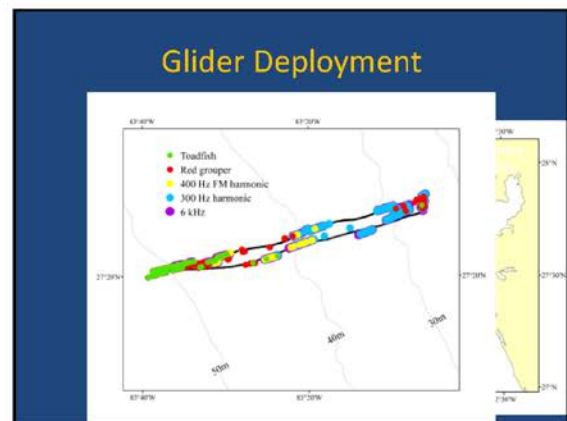 Glider Deployment
83°40'W
83°20'W
Toadfish
Red grouper
400 Hz FM harmonic
300 Hz harmonic
6 kHz
27°20'N
27°20'N
50m
40m
30m
83°40'W
83°20'W
28°N
27°30'N
27°N